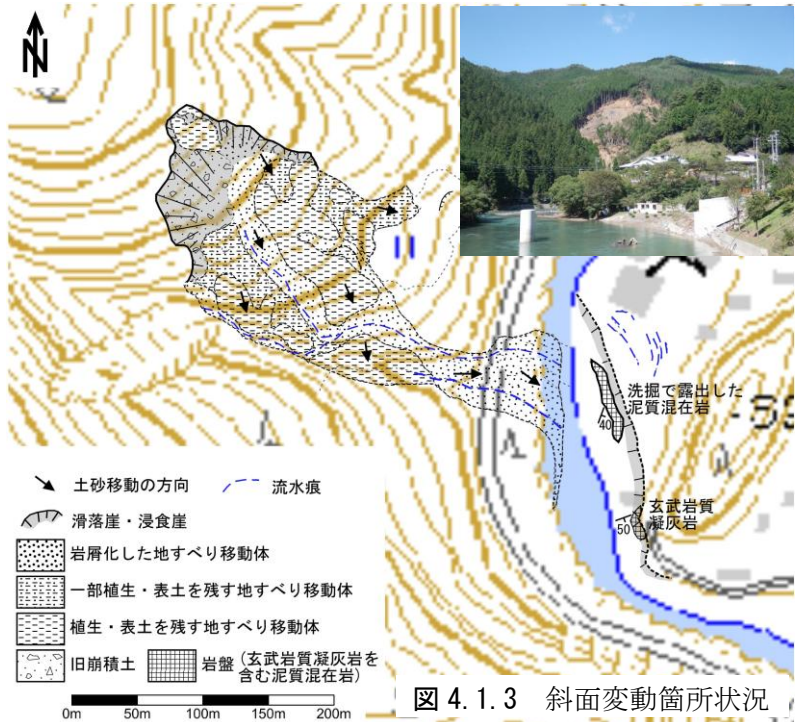 N
洗掘で露出した
泥質混在岩
40
玄武岩質
凝灰岩
50
土砂移動の方向
流水痕
滑落崖・浸食崖
岩屑化した地すべり移動体
一部植生・表土を残す地すべり移動体
植生・表土を残す地すべり移動体
旧崩積土
岩盤(玄武岩質凝灰岩を
含む泥質混在岩)
0m 50m 100m 150m 200m
図 4.1.3 斜面変動箇所状況